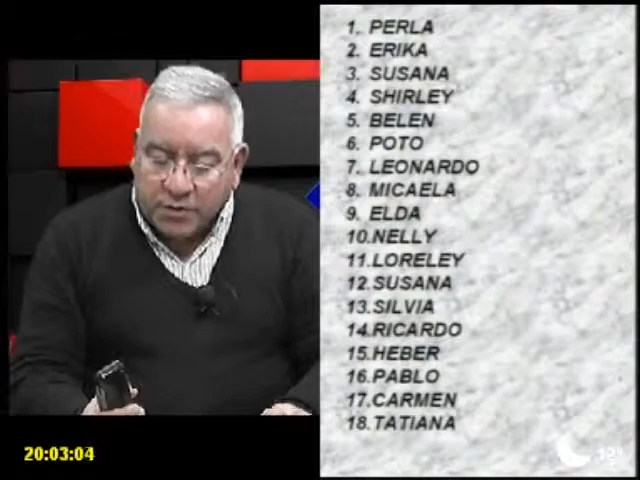 1. PERLA
2. ERIKA
3. SUSANA
4. SHIRLEY
5. BELEN
6. POTO
7. LEONARDO
8. MICAELA
9. ELDA
10.NELLY
11.LORELEY
12.SUSANA
13.SILVIA
14.RICARDO
15.HEBER
16.PABLO
17.CARMEN
18.TATIANA
20:03:04
12°